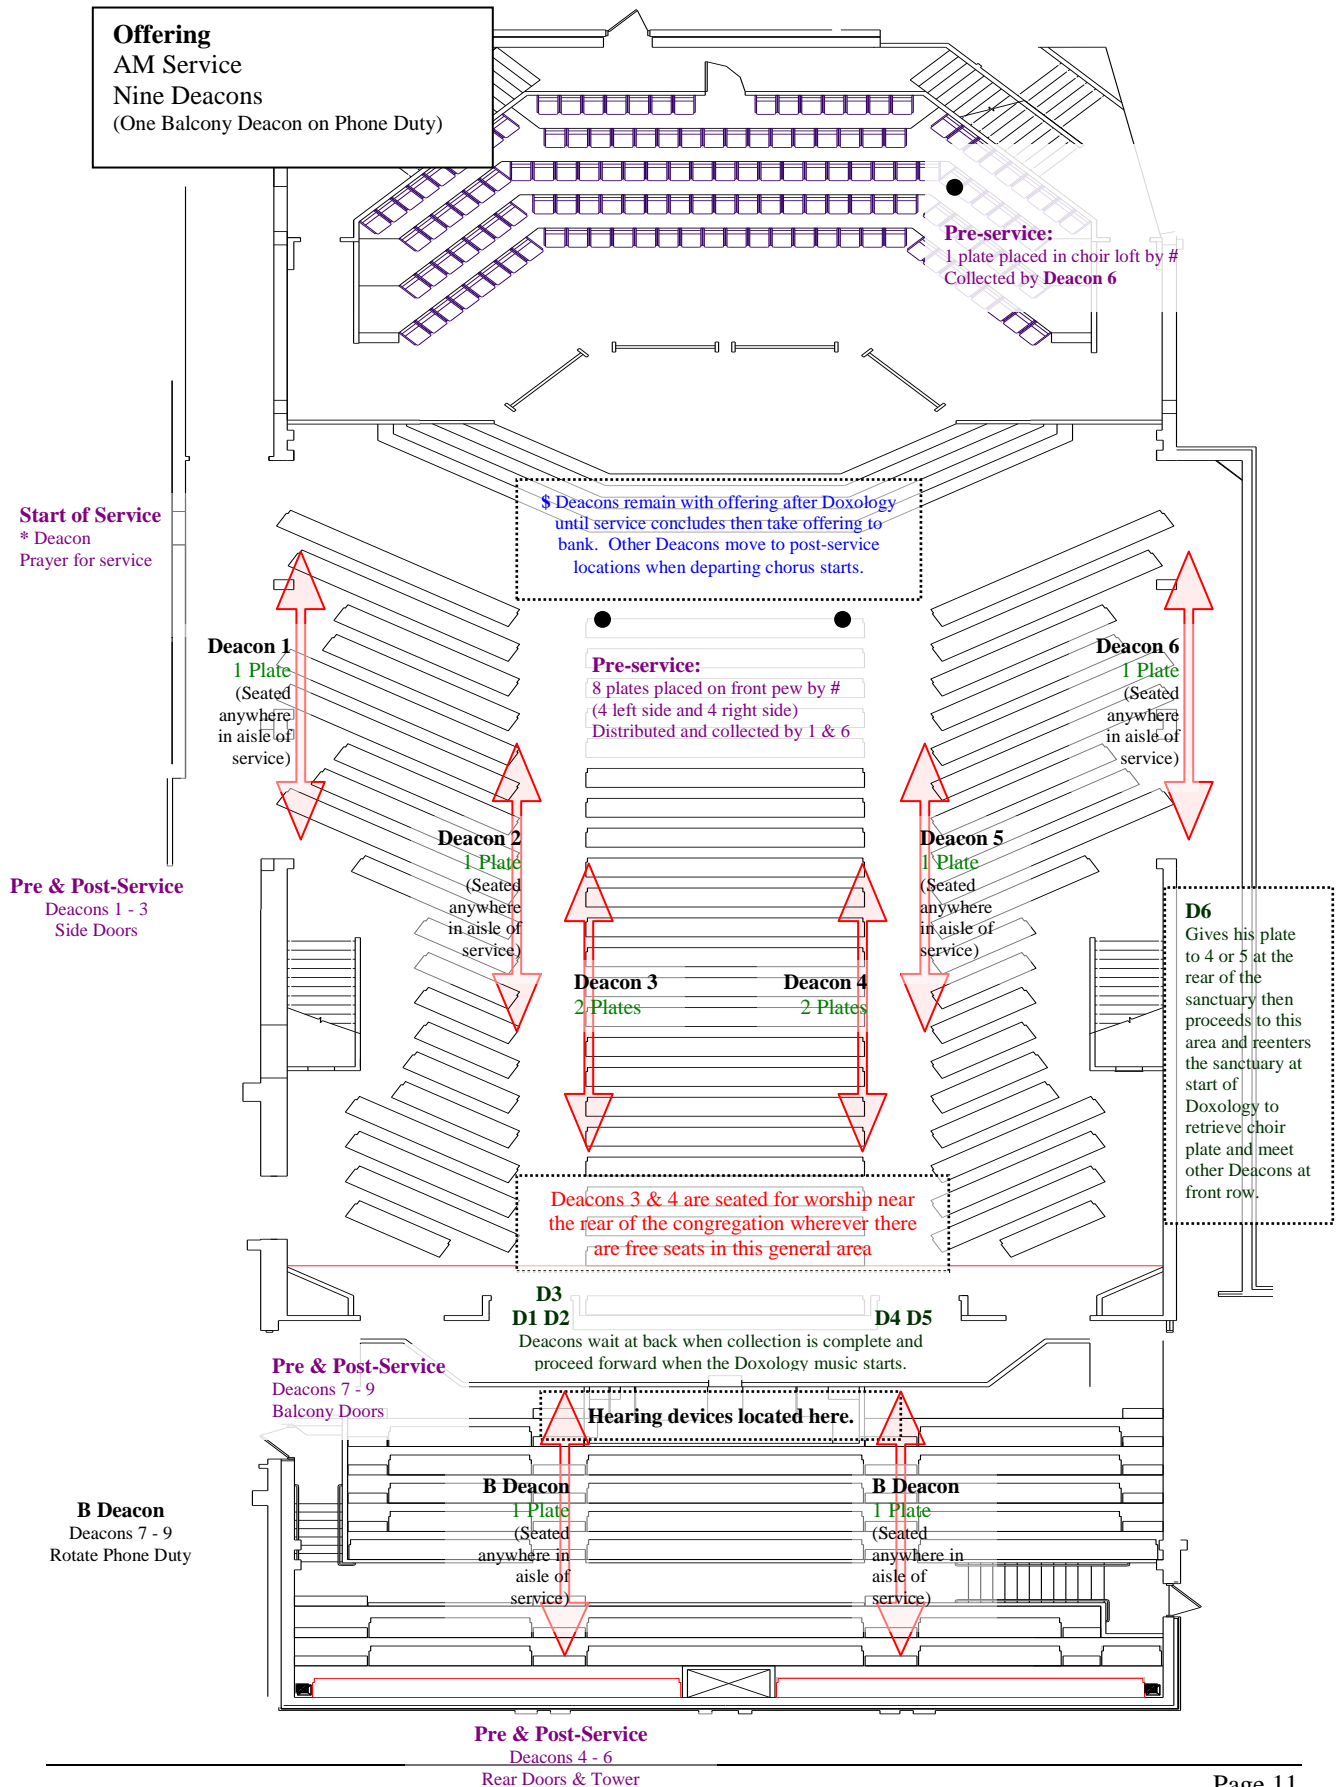 Offering
AM Service
Nine Deacons
(One Balcony Deacon on Phone Duty)
Pre-service:
1 plate placed in choir loft by #
Collected by Deacon 6
Start of Service
* Deacon
Prayer for service
$ Deacons remain with offering after Doxology
until service concludes then take offering to
bank.  Other Deacons move to post-service
locations when departing chorus starts.
Deacon 1
1 Plate
(Seated
anywhere
in aisle of
service)
Pre-service:
8 plates placed on front pew by #
(4 left side and 4 right side)
Distributed and collected by 1 & 6
Deacon 6
1 Plate
(Seated
anywhere
in aisle of
service)
Deacon 2
1 Plate
(Seated
anywhere
in aisle of
service)
Deacon 5
1 Plate
(Seated
anywhere
in aisle of
service)
Pre & Post-Service
Deacons 1 - 3
Side Doors
Deacon 3
2 Plates
Deacon 4
2 Plates
D6
Gives his plate
to 4 or 5 at the
rear of the
sanctuary then
proceeds to this
area and reenters
the sanctuary at
start of
Doxology to
retrieve choir
plate and meet
other Deacons at
front row.
Deacons 3 & 4 are seated for worship near
the rear of the congregation wherever there
are free seats in this general area
D3
D1 D2
D4 D5
Deacons wait at back when collection is complete and
proceed forward when the Doxology music starts.
Pre & Post-Service
Deacons 7 - 9
Balcony Doors
Hearing devices located here.
B Deacon
1 Plate
(Seated
anywhere in
aisle of
service)
B Deacon
1 Plate
(Seated
anywhere in
aisle of
service)
B Deacon
Deacons 7 - 9
Rotate Phone Duty
Pre & Post-Service
Deacons 4 - 6
Rear Doors & Tower
Page 11